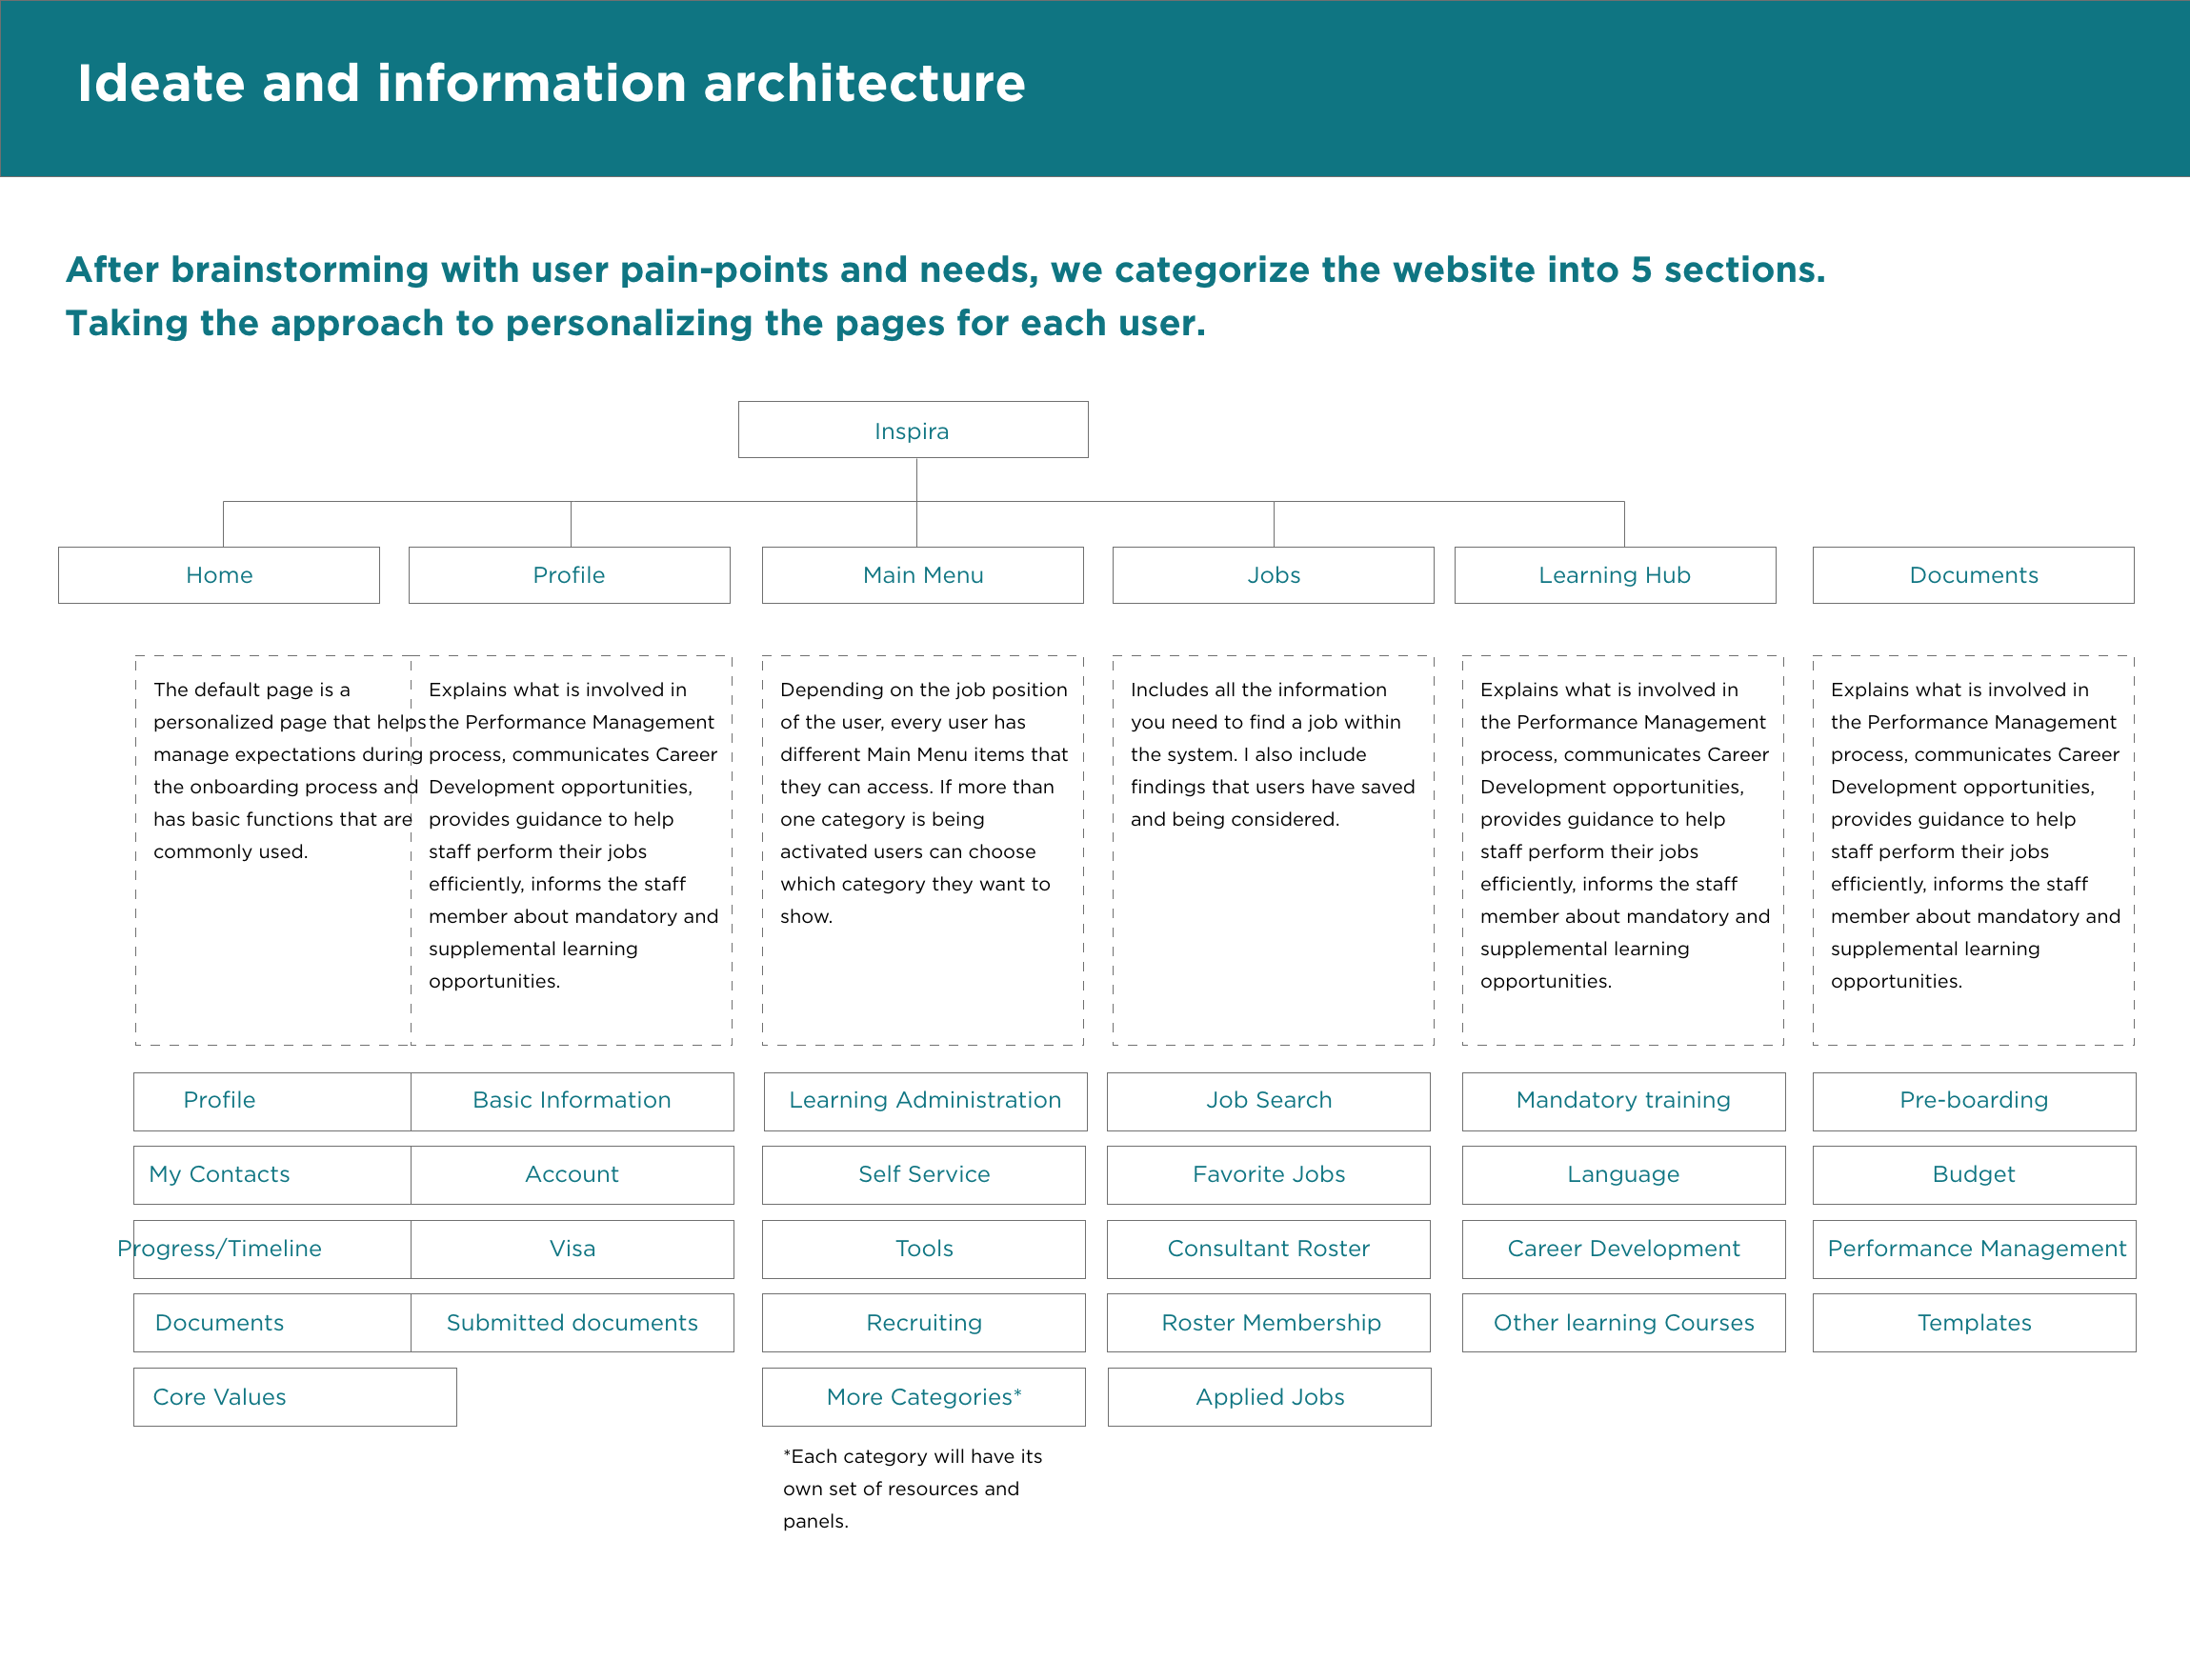 Ideate and information architecture
After brainstorming with user pain-points and needs, we categorize the website into 5 sections.
Taking the approach to personalizing the pages for each user.
Inspira
Home
Profile
Main Menu
Jobs
Learning Hub
Documents
The default page is a
personalized page that helps
manage expectations during
the onboarding process and
has basic functions that are
commonly used.
Explains what is involved in
the Performance Management
process, communicates Career
Development opportunities,
provides guidance to help
staff perform their jobs
efficiently, informs the staff
member about mandatory and
supplemental learning
opportunities.
Depending on the job position
of the user, every user has
different Main Menu items that
they can access. If more than
one category is being
activated users can choose
which category they want to
show.
Includes all the information
you need to find a job within
the system. I also include
findings that users have saved
and being considered.
Explains what is involved in
the Performance Management
process, communicates Career
Development opportunities,
provides guidance to help
staff perform their jobs
efficiently, informs the staff
member about mandatory and
supplemental learning
opportunities.
Explains what is involved in
the Performance Management
process, communicates Career
Development opportunities,
provides guidance to help
staff perform their jobs
efficiently, informs the staff
member about mandatory and
supplemental learning
opportunities.
Profile
My Contacts
Progress/Timeline
Documents
Core Values
Basic Information
Account
Visa
Submitted documents
Learning Administration
Self Service
Tools
Recruiting
More Categories*
*Each category will have its
own set of resources and
panels.
Job Search
Favorite Jobs
Consultant Roster
Roster Membership
Applied Jobs
Mandatory training
Language
Career Development
Other learning Courses
Pre-boarding
Budget
Performance Management
Templates